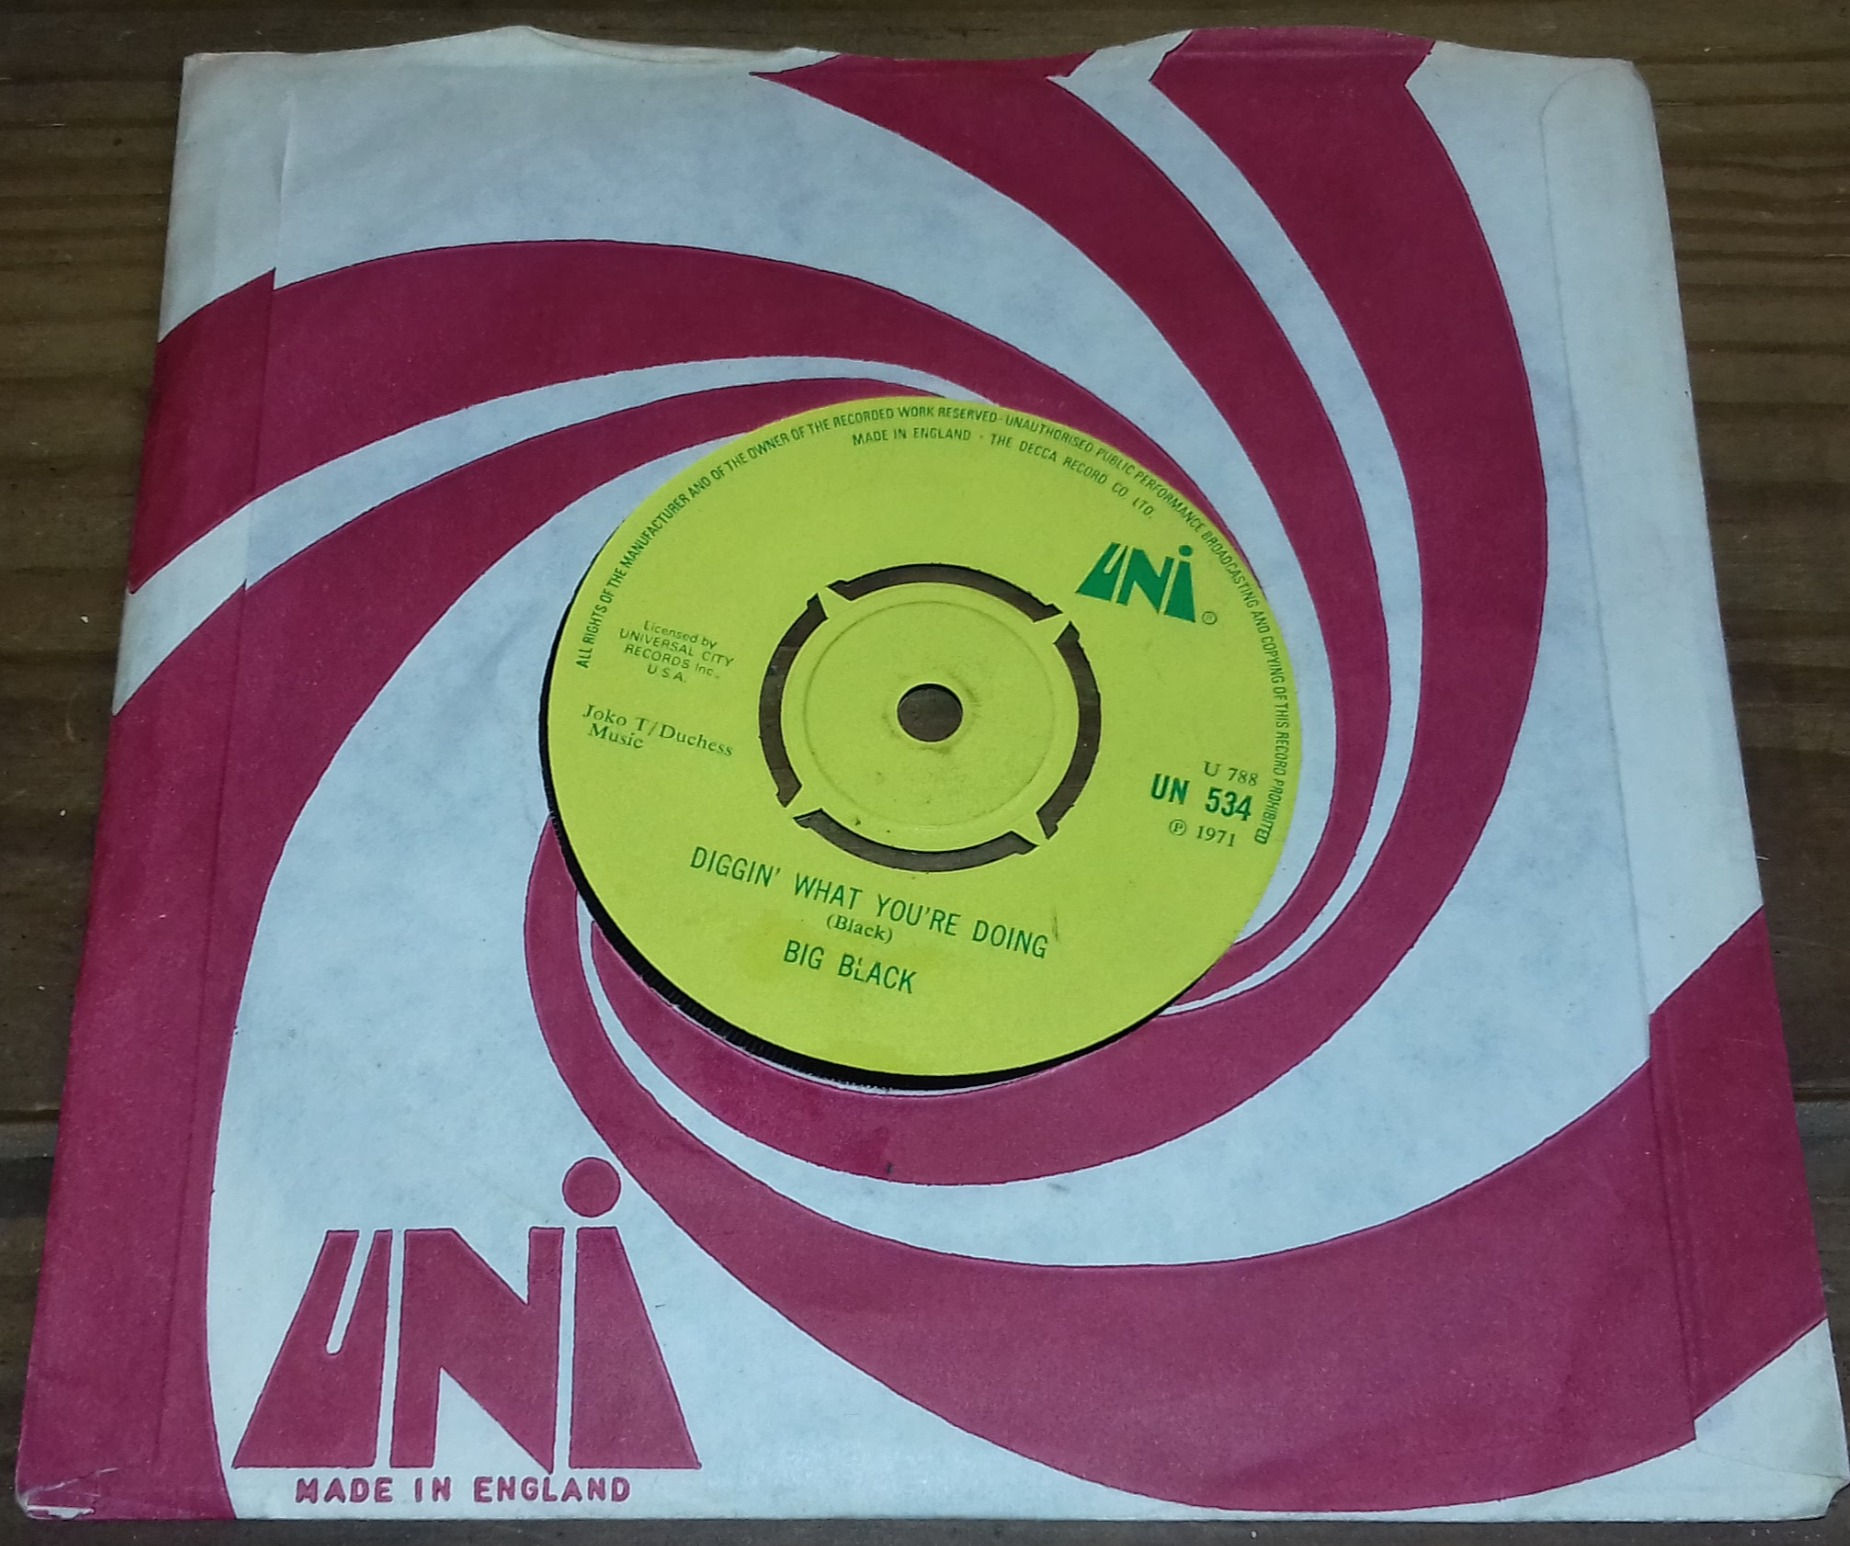 ALL RIGHTS OF THE MANUFACTURER AND OF THE OWNER OF THE RECORDED WORK RESERVED · UNAUTHORISED PUBLIC PERFORMANCE BROADCASTING AND COPYING OF THIS RECORD PROHIBITED
MADE IN ENGLAND · THE DECCA RECORD CO. LTD.
UNi ®
Licensed by
UNIVERSAL CITY
RECORDS Inc.,
U.S.A.
Joko T/Duchess
Music
U 788
UN 534
℗ 1971
DIGGIN' WHAT YOU'RE DOING
(Black)
BIG BLACK
UNi
MADE IN ENGLAND